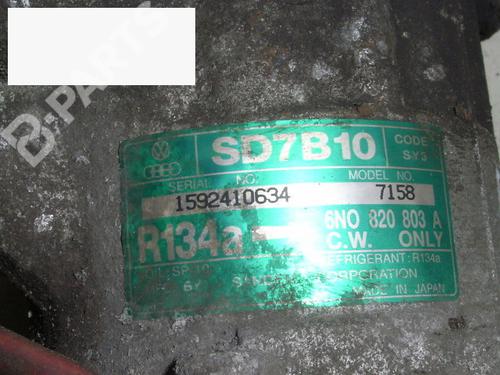 SD7B10
CODE
SY3
SERIAL NO.
MODEL NO.
1592410634
7158
R134a
6N0 820 803 A
C.W. ONLY
REFRIGERANT: R134a
CORPORATION
MADE IN JAPAN
B-PARTS